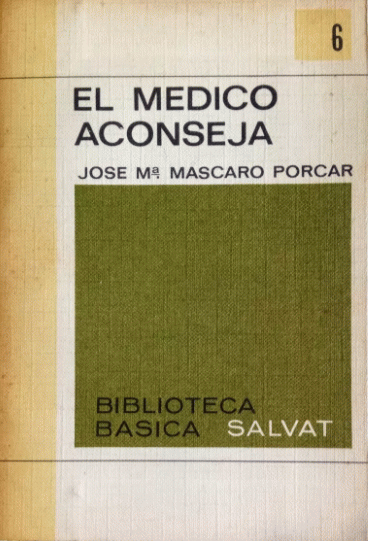 6
EL MEDICO
ACONSEJA
JOSE Mª. MASCARO PORCAR
BIBLIOTECA
BASICA SALVAT